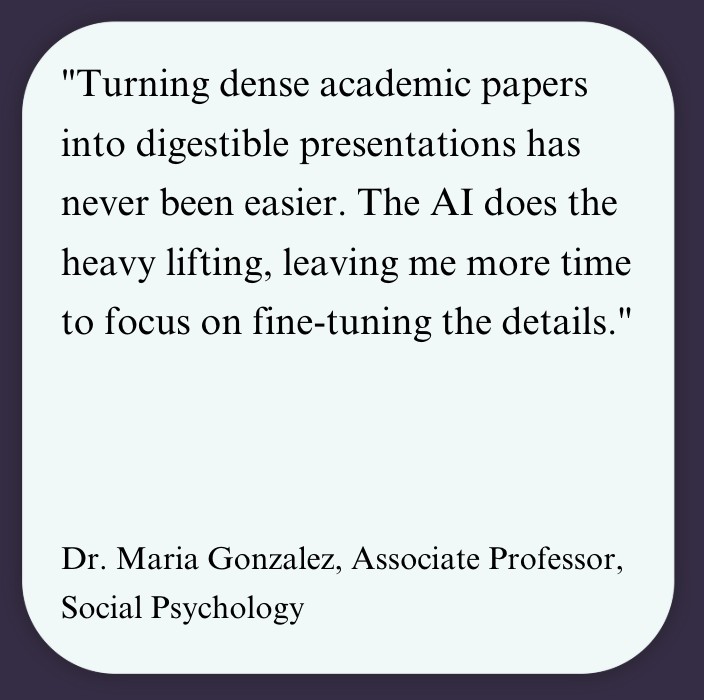 "Turning dense academic papers
into digestible presentations has
never been easier. The AI does the
heavy lifting, leaving me more time
to focus on fine-tuning the details."
Dr. Maria Gonzalez, Associate Professor,
Social Psychology